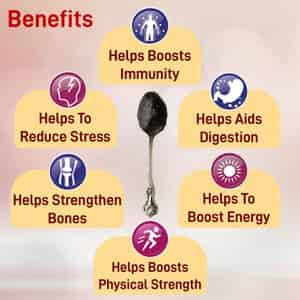 Benefits
Helps Boosts
Immunity
Helps To
Reduce Stress
Helps Aids
Digestion
Helps Strengthen
Bones
Helps To
Boost Energy
Helps Boosts
Physical Strength